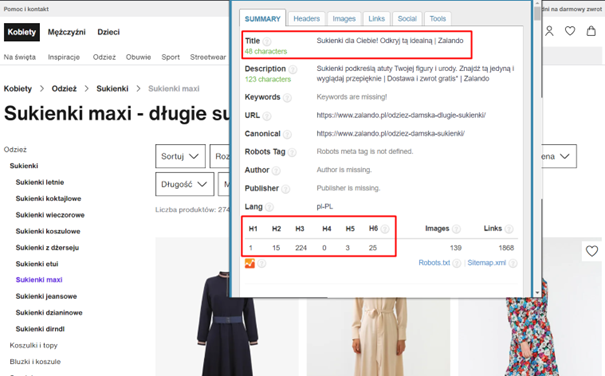 Pomoc i kontakt
dni na darmowy zwrot
Kobiety Mężczyźni Dzieci
Na święta Inspiracje Odzież Obuwie Sport Streetwear
Kobiety > Odzież > Sukienki > Sukienki maxi
Sukienki maxi - długie su
Odzież
Sukienki
Sukienki letnie
Sukienki koktajlowe
Sukienki wieczorowe
Sukienki koszulowe
Sukienki z dżerseju
Sukienki etui
Sukienki maxi
Sukienki jeansowe
Sukienki dzianinowe
Sukienki dirndl
Koszulki i topy
Bluzki i koszule
Sortuj Roz ena
Długość M
Liczba produktów: 274
SUMMARY Headers Images Links Social Tools
Title Sukienki dla Ciebie! Odkryj tą idealną | Zalando
48 characters
Description Sukienki podkreślą atuty Twojej figury i urody. Znajdź tą jedyną i
123 characters wyglądaj przepięknie | Dostawa i zwrot gratis* | Zalando
Keywords Keywords are missing!
URL https://www.zalando.pl/odziez-damska-dlugie-sukienki/
Canonical https://www.zalando.pl/odziez-damska-sukienki/
Robots Tag Robots meta tag is not defined.
Author Author is missing.
Publisher Publisher is missing.
Lang pl-PL
H1 H2 H3 H4 H5 H6 Images Links
1 15 224 0 3 25 139 1868
Robots.txt Sitemap.xml